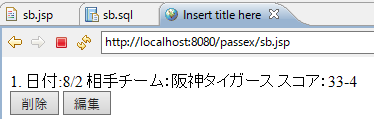 sb.jsp sb.sql Insert title here
http://localhost:8080/passex/sb.jsp
1. 日付:8/2 相手チーム:阪神タイガース スコア:33-4
削除 編集